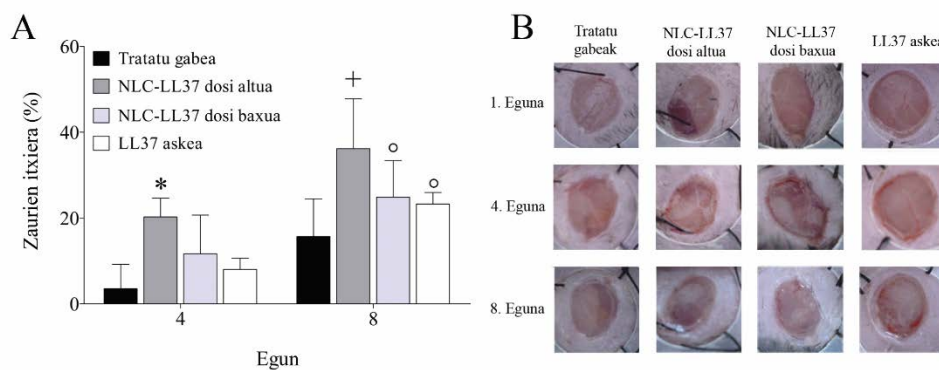 A
60
40
20
0
Zaurien itxiera (%)
Tratatu gabea
NLC-LL37 dosi altua
NLC-LL37 dosi baxua
LL37 askea
*
+
°
°
4
8
Egun
B
Tratatu
gabeak
NLC-LL37
dosi altua
NLC-LL37
dosi baxua
LL37 askea
1. Eguna
4. Eguna
8. Eguna